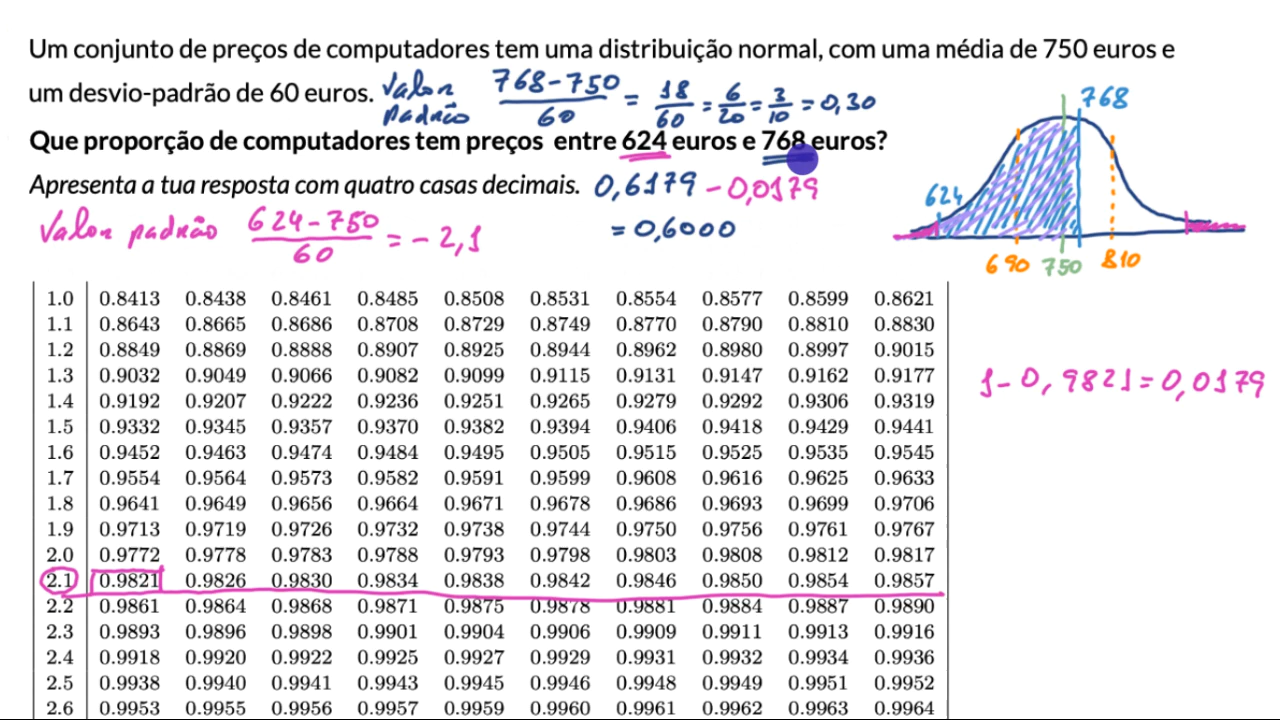 Um conjunto de preços de computadores tem uma distribuição normal, com uma média de 750 euros e
um desvio-padrão de 60 euros. Valor padrão 768-750/60 = 18/60 = 6/20 = 3/10 = 0,30
Que proporção de computadores tem preços entre 624 euros e 768 euros?
Apresenta a tua resposta com quatro casas decimais. 0,6179 - 0,0179
= 0,6000
Valor padrão 624-750/60 = -2,1
768
624
690 750 810
1.0 0.8413 0.8438 0.8461 0.8485 0.8508 0.8531 0.8554 0.8577 0.8599 0.8621
1.1 0.8643 0.8665 0.8686 0.8708 0.8729 0.8749 0.8770 0.8790 0.8810 0.8830
1.2 0.8849 0.8869 0.8888 0.8907 0.8925 0.8944 0.8962 0.8980 0.8997 0.9015
1.3 0.9032 0.9049 0.9066 0.9082 0.9099 0.9115 0.9131 0.9147 0.9162 0.9177
1.4 0.9192 0.9207 0.9222 0.9236 0.9251 0.9265 0.9279 0.9292 0.9306 0.9319
1.5 0.9332 0.9345 0.9357 0.9370 0.9382 0.9394 0.9406 0.9418 0.9429 0.9441
1.6 0.9452 0.9463 0.9474 0.9484 0.9495 0.9505 0.9515 0.9525 0.9535 0.9545
1.7 0.9554 0.9564 0.9573 0.9582 0.9591 0.9599 0.9608 0.9616 0.9625 0.9633
1.8 0.9641 0.9649 0.9656 0.9664 0.9671 0.9678 0.9686 0.9693 0.9699 0.9706
1.9 0.9713 0.9719 0.9726 0.9732 0.9738 0.9744 0.9750 0.9756 0.9761 0.9767
2.0 0.9772 0.9778 0.9783 0.9788 0.9793 0.9798 0.9803 0.9808 0.9812 0.9817
2.1 0.9821 0.9826 0.9830 0.9834 0.9838 0.9842 0.9846 0.9850 0.9854 0.9857
2.2 0.9861 0.9864 0.9868 0.9871 0.9875 0.9878 0.9881 0.9884 0.9887 0.9890
2.3 0.9893 0.9896 0.9898 0.9901 0.9904 0.9906 0.9909 0.9911 0.9913 0.9916
2.4 0.9918 0.9920 0.9922 0.9925 0.9927 0.9929 0.9931 0.9932 0.9934 0.9936
2.5 0.9938 0.9940 0.9941 0.9943 0.9945 0.9946 0.9948 0.9949 0.9951 0.9952
2.6 0.9953 0.9955 0.9956 0.9957 0.9959 0.9960 0.9961 0.9962 0.9963 0.9964
1-0,9821=0,0179